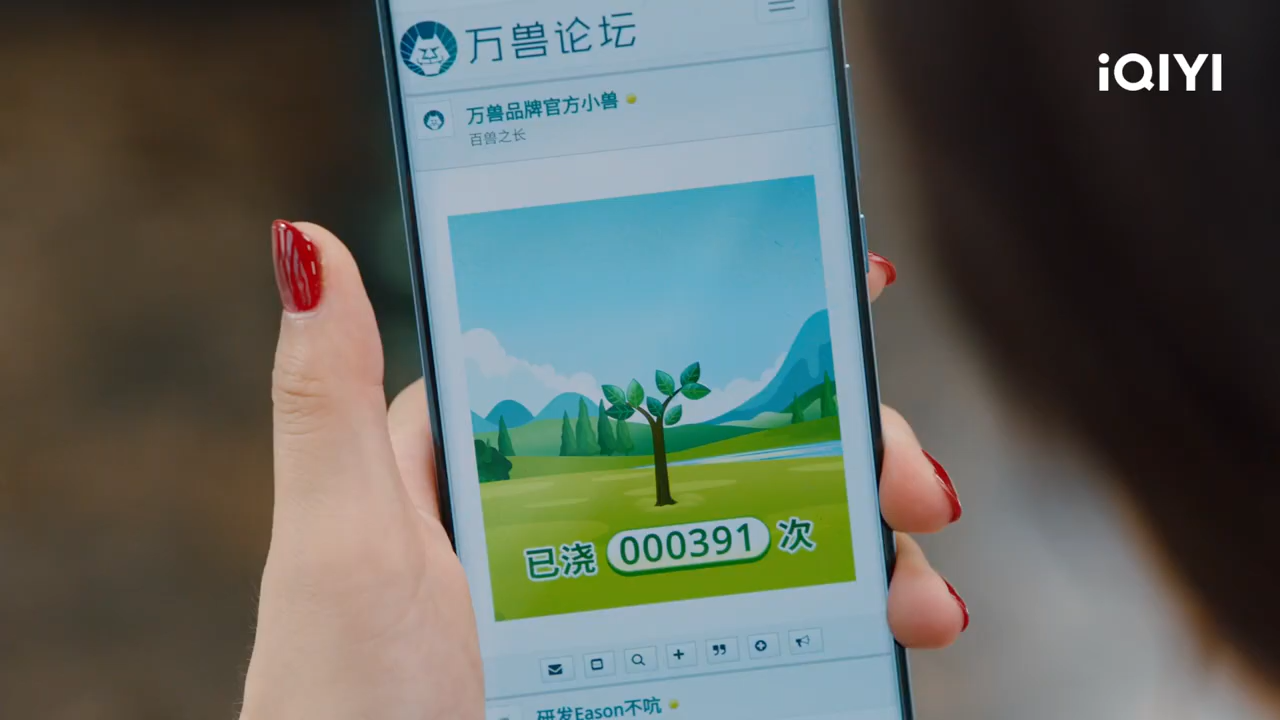 iQIYI
万兽论坛
万兽品牌官方小兽
百兽之长
已浇 000391 次
研发Eason不吭